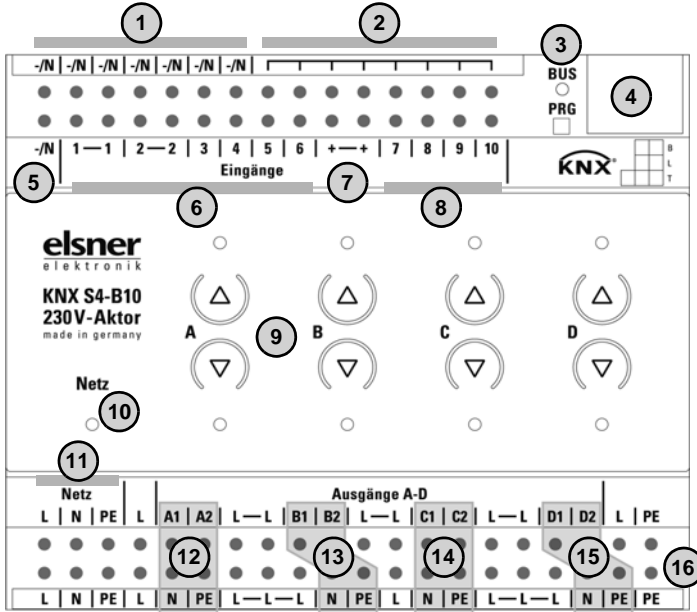 1 2 3
-/N | -/N | -/N | -/N | -/N | -/N | -/N
BUS
4
PRG
-/N | 1 — 1 | 2 — 2 | 3 | 4 | 5 | 6 | + — + | 7 | 8 | 9 | 10
Eingänge
KNX®
B
L
T
5 6 7 8
elsner
elektronik
KNX S4-B10
230V-Aktor
made in germany
A 9 B C D
Netz
10
11
Netz Ausgänge A-D
L | N | PE | L | A1 | A2 | L — L | B1 | B2 | L — L | C1 | C2 | L — L | D1 | D2 | L | PE
12 13 14 15 16
L | N | PE | L | N | PE | L — L — L | N | PE | L | N | PE | L — L — L | N | PE | PE